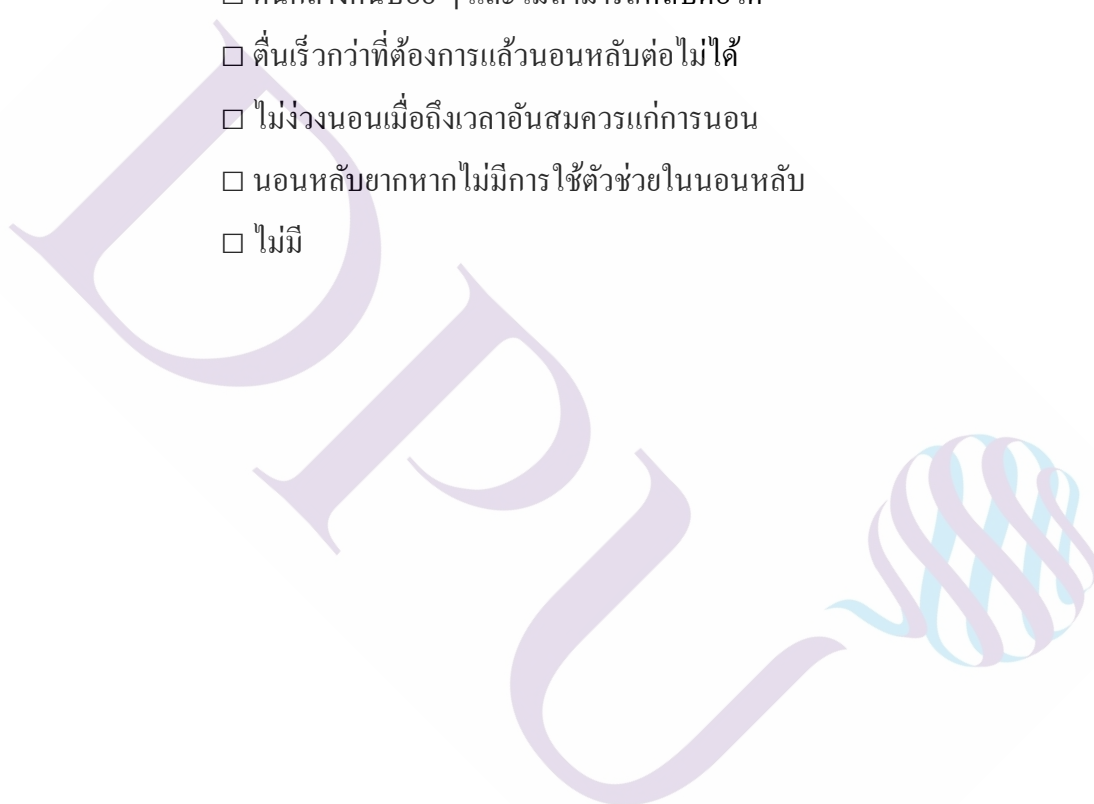 ☐ ตื่นเร็วกว่าที่ต้องการแล้วนอนหลับต่อไม่ได้
☐ ไม่ง่วงนอนเมื่อถึงเวลาอันสมควรแก่การนอน
☐ นอนหลับยากหากไม่มีการใช้ตัวช่วยในนอนหลับ
☐ ไม่มี
DPU